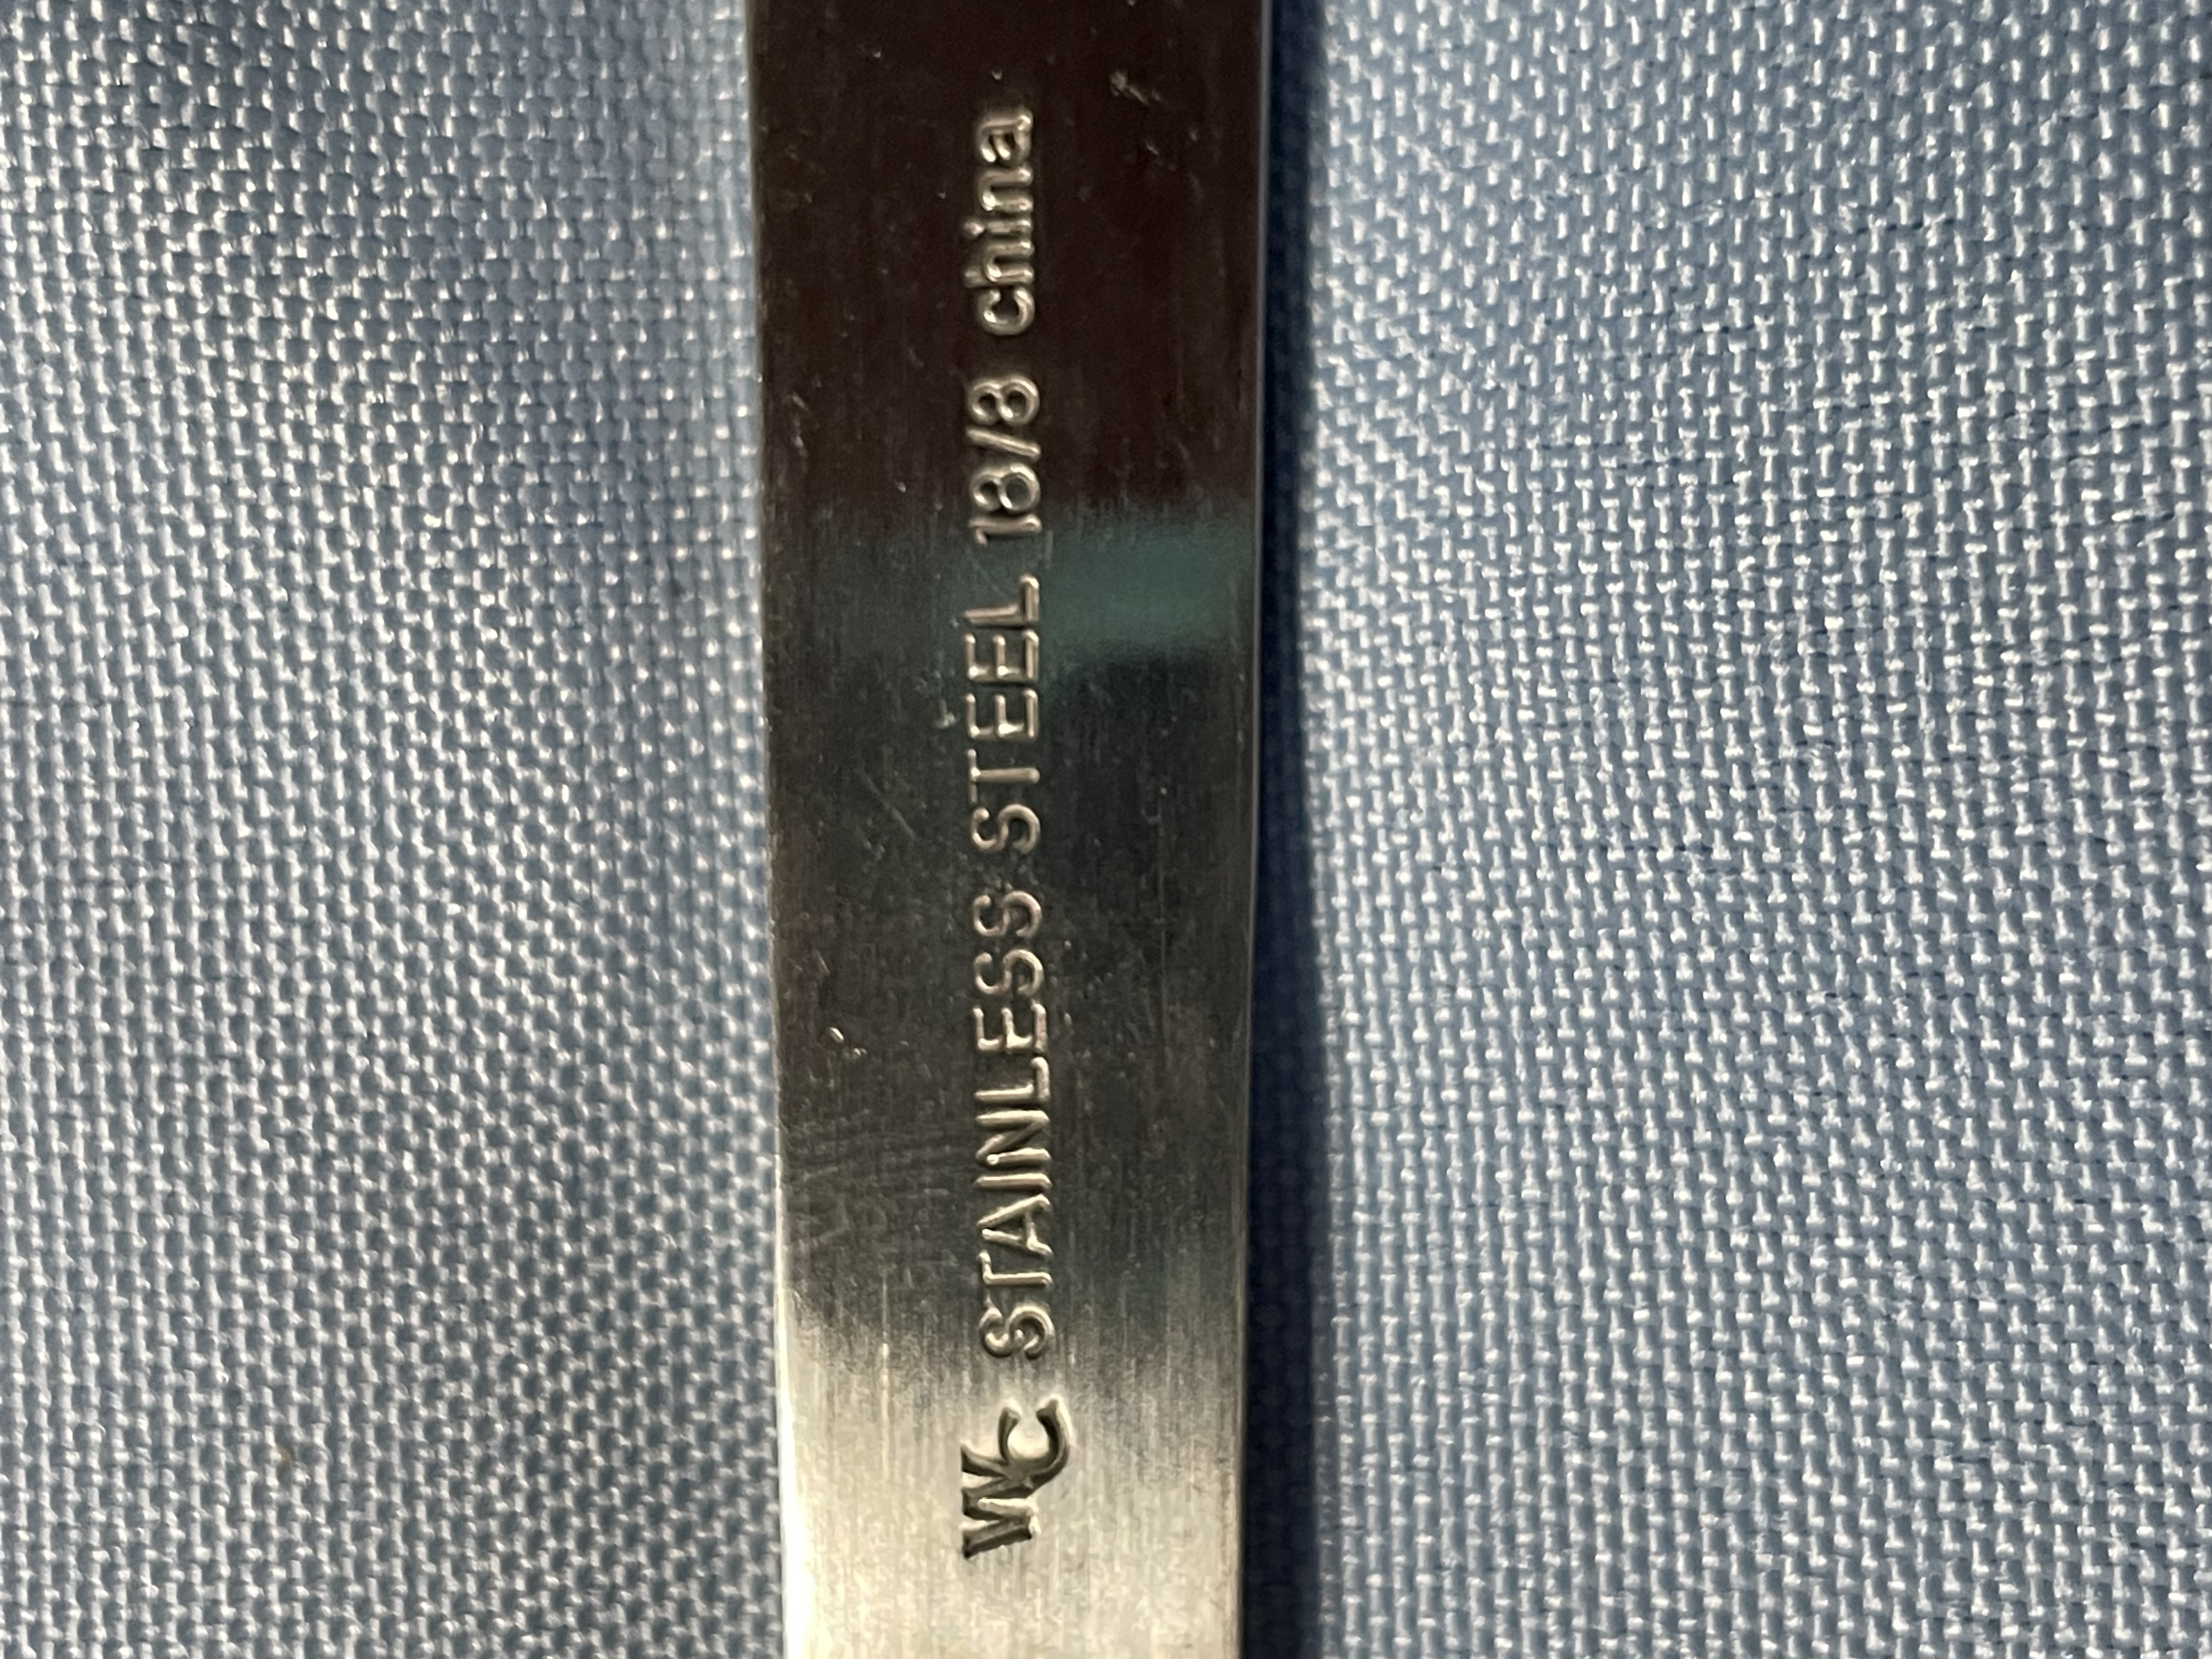 Wc STAINLESS STEEL 18/8 china